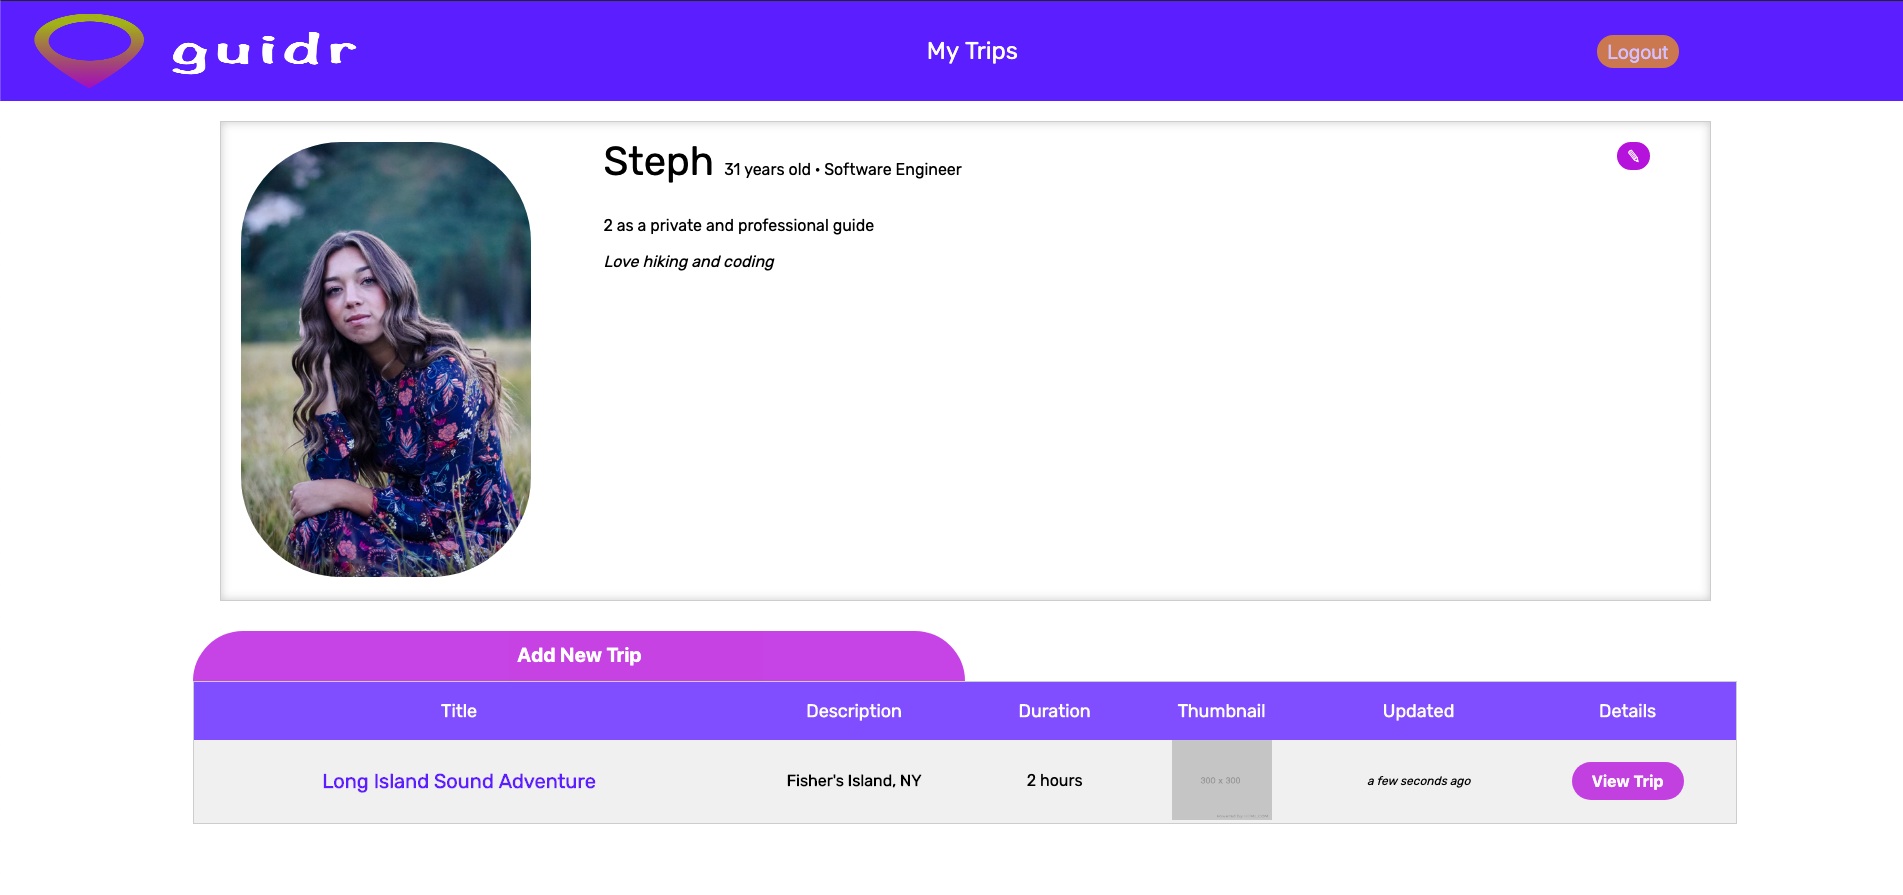 guidr
My Trips
Logout
Steph 31 years old • Software Engineer
✎
2 as a private and professional guide
Love hiking and coding
Add New Trip
Title Description Duration Thumbnail Updated Details
Long Island Sound Adventure Fisher's Island, NY 2 hours 300 x 300 a few seconds ago View Trip